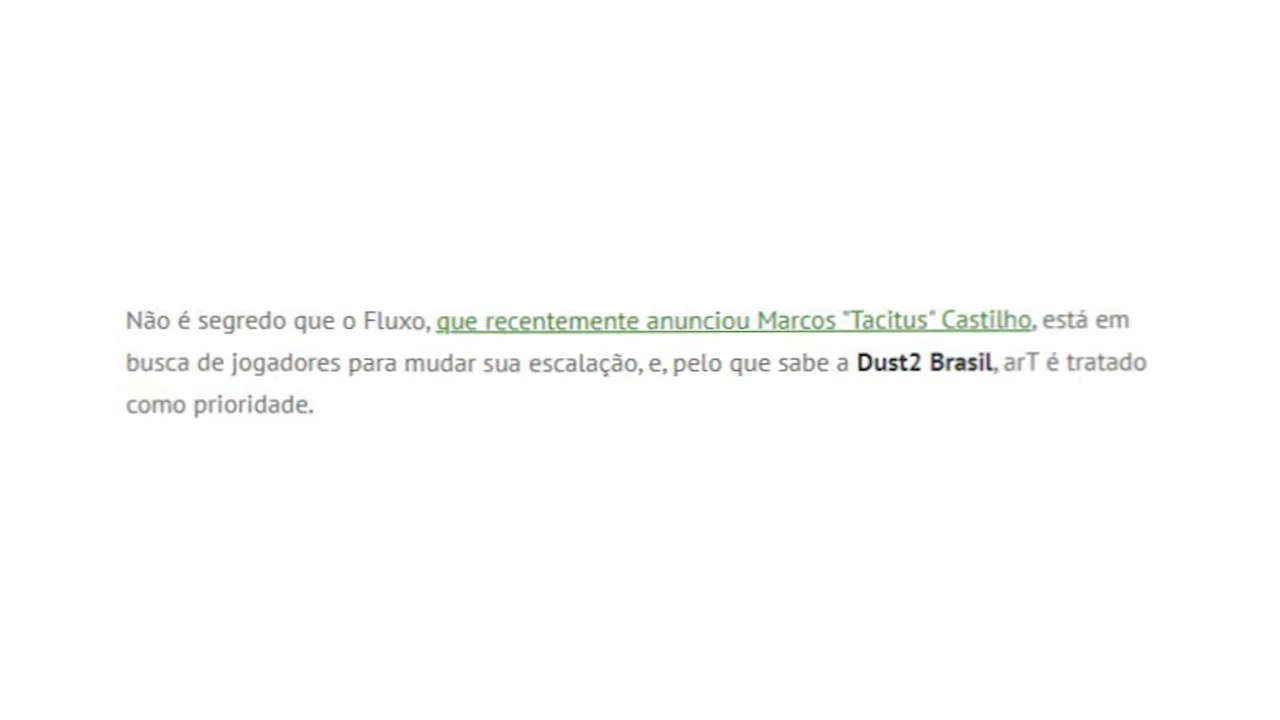 Não é segredo que o Fluxo, que recentemente anunciou Marcos "Tacitus" Castilho, está em
busca de jogadores para mudar sua escalação, e, pelo que sabe a Dust2 Brasil, arT é tratado
como prioridade.